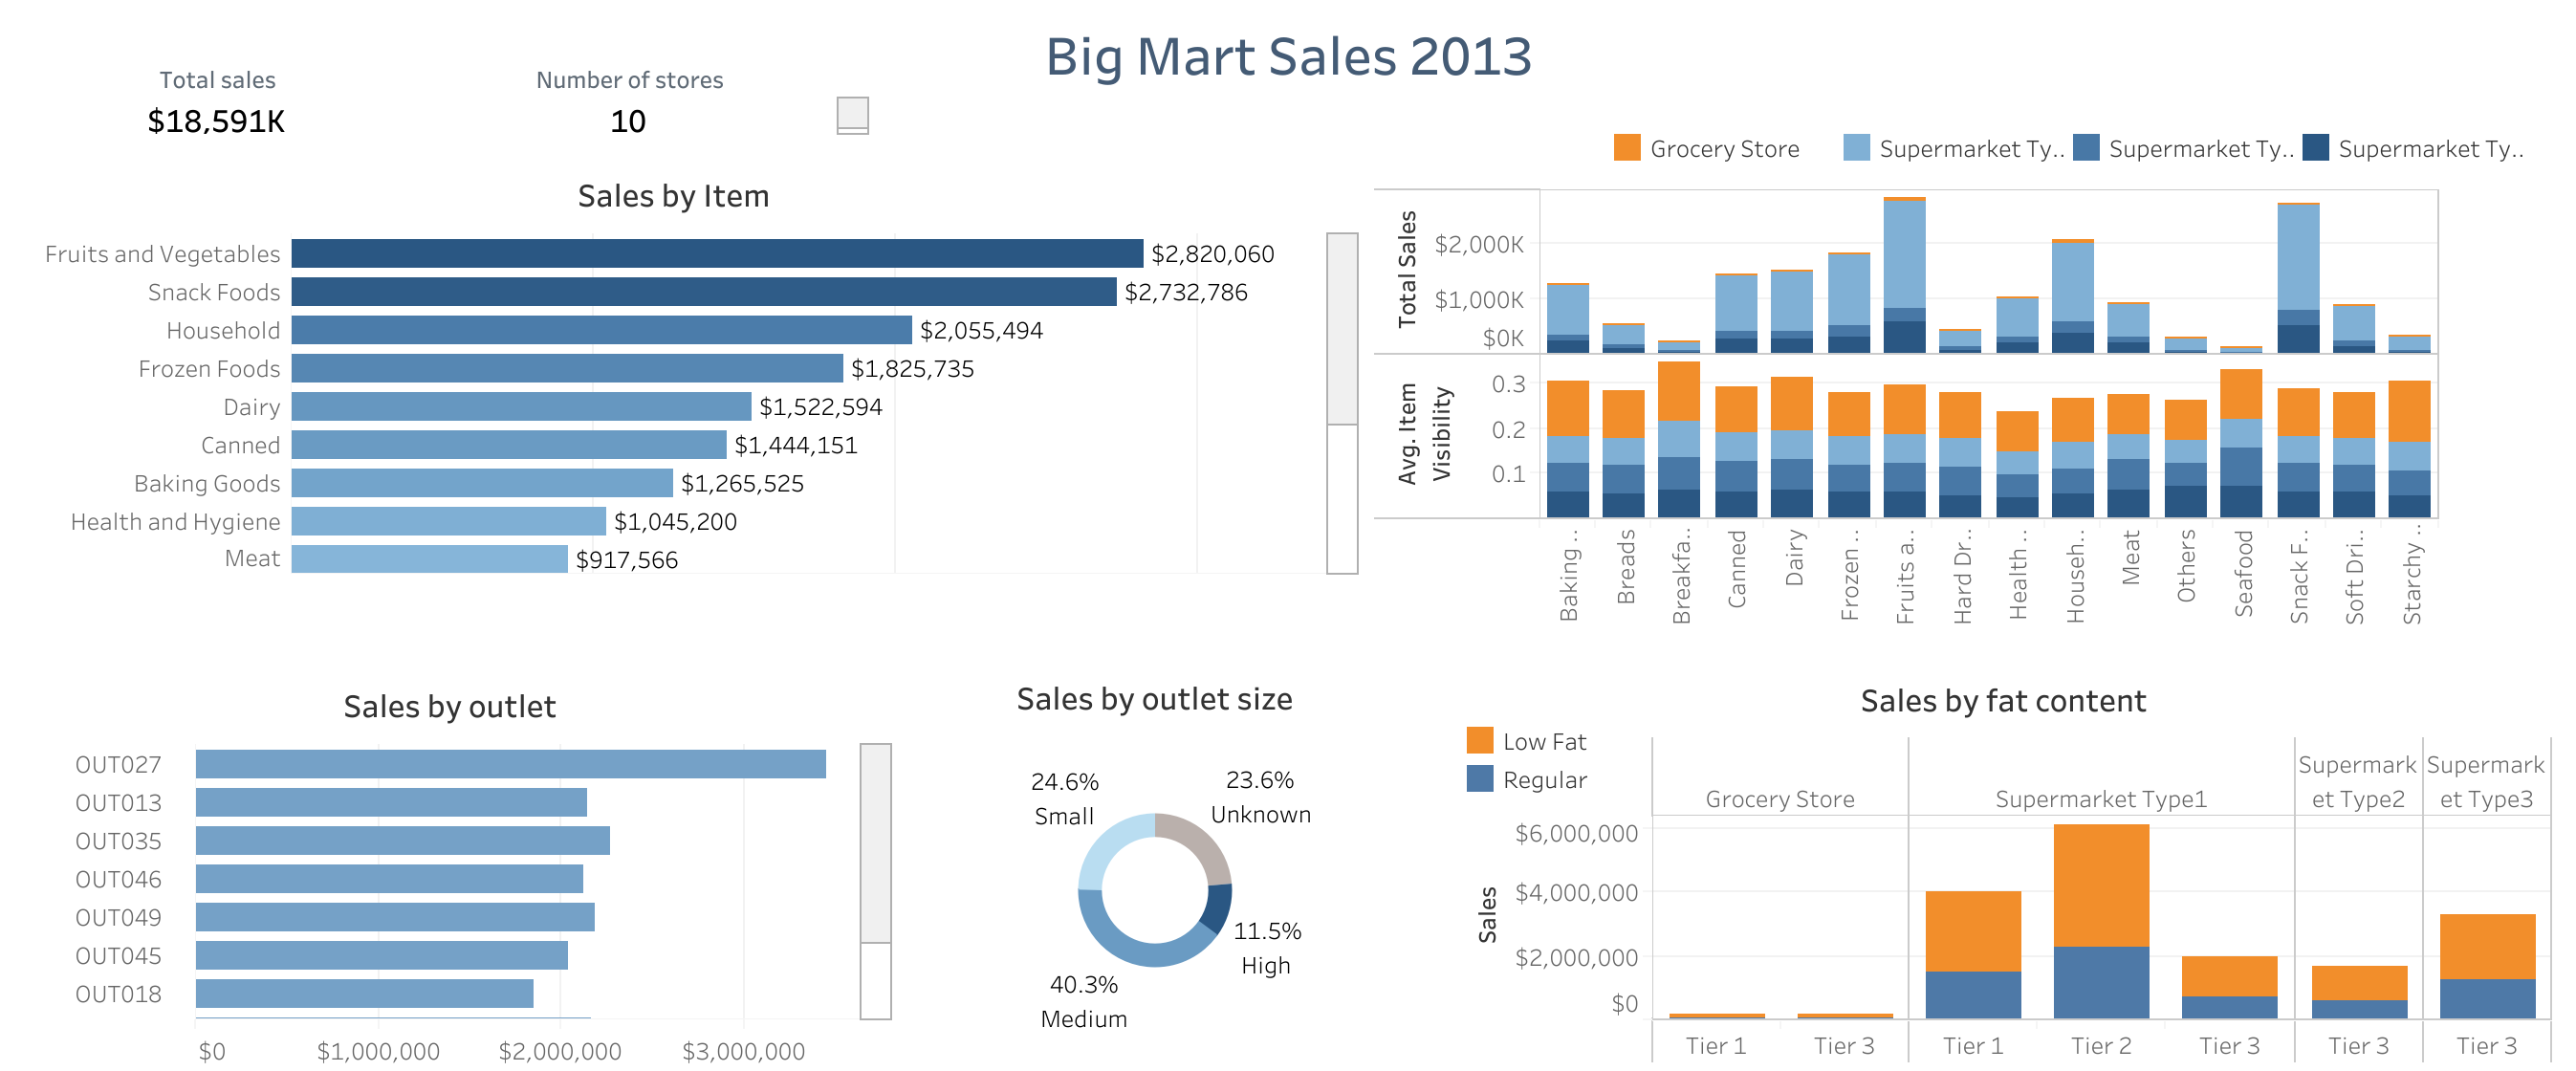 Big Mart Sales 2013
Total sales
$18,591K
Number of stores
10
Sales by Item
Fruits and Vegetables $2,820,060
Snack Foods $2,732,786
Household $2,055,494
Frozen Foods $1,825,735
Dairy $1,522,594
Canned $1,444,151
Baking Goods $1,265,525
Health and Hygiene $1,045,200
Meat $917,566
Grocery Store Supermarket Ty.. Supermarket Ty.. Supermarket Ty..
Total Sales
$2,000K
$1,000K
$0K
Avg. Item
Visibility
0.3
0.2
0.1
Baking ..
Breads
Breakfa..
Canned
Dairy
Frozen ..
Fruits a..
Hard Dr..
Health ..
Househ..
Meat
Others
Seafood
Snack F..
Soft Dri..
Starchy ..
Sales by outlet
OUT027
OUT013
OUT035
OUT046
OUT049
OUT045
OUT018
$0 $1,000,000 $2,000,000 $3,000,000
Sales by outlet size
24.6%
Small
23.6%
Unknown
11.5%
High
40.3%
Medium
Sales by fat content
Low Fat
Regular
Grocery Store
Supermarket Type1
Supermark
et Type2
Supermark
et Type3
Sales
$6,000,000
$4,000,000
$2,000,000
$0
Tier 1 Tier 3 Tier 1 Tier 2 Tier 3 Tier 3 Tier 3